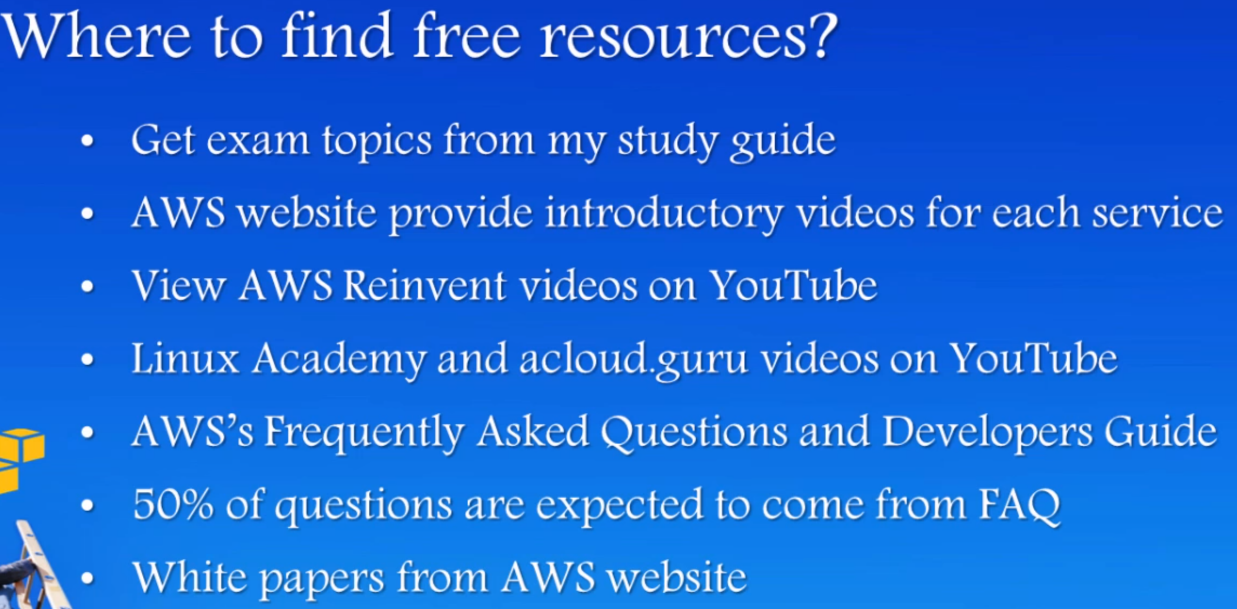 Where to find free resources?
• Get exam topics from my study guide
• AWS website provide introductory videos for each service
• View AWS Reinvent videos on YouTube
• Linux Academy and acloud.guru videos on YouTube
• AWS's Frequently Asked Questions and Developers Guide
• 50% of questions are expected to come from FAQ
• White papers from AWS website